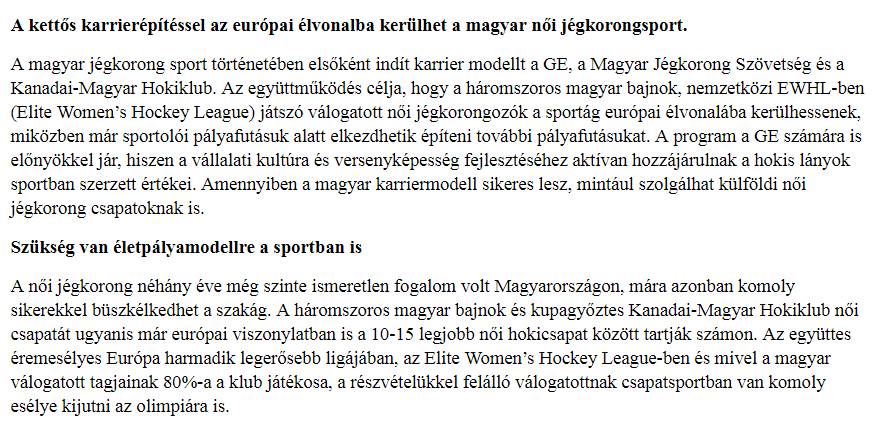 A kettős karrierépítéssel az európai élvonalba kerülhet a magyar női jégkorongsport.
A magyar jégkorong sport történetében elsőként indít karrier modellt a GE, a Magyar Jégkorong Szövetség és a
Kanadai-Magyar Hokiklub. Az együttműködés célja, hogy a háromszoros magyar bajnok, nemzetközi EWHL-ben
(Elite Women's Hockey League) játszó válogatott női jégkorongozók a sportág európai élvonalába kerülhessenek,
miközben már sportolói pályafutásuk alatt elkezdhetik építeni további pályafutásukat. A program a GE számára is
előnyökkel jár, hiszen a vállalati kultúra és versenyképesség fejlesztéséhez aktívan hozzájárulnak a hokis lányok
sportban szerzett értékei. Amennyiben a magyar karriermodell sikeres lesz, mintául szolgálhat külföldi női
jégkorong csapatoknak is.
Szükség van életpályamodellre a sportban is
A női jégkorong néhány éve még szinte ismeretlen fogalom volt Magyarországon, mára azonban komoly
sikerekkel büszkélkedhet a szakág. A háromszoros magyar bajnok és kupagyőztes Kanadai-Magyar Hokiklub női
csapatát ugyanis már európai viszonylatban is a 10-15 legjobb női hokicsapat között tartják számon. Az együttes
éremesélyes Európa harmadik legerősebb ligájában, az Elite Women's Hockey League-ben és mivel a magyar
válogatott tagjainak 80%-a a klub játékosa, a részvételükkel felálló válogatottnak csapatsportban van komoly
esélye kijutni az olimpiára is.